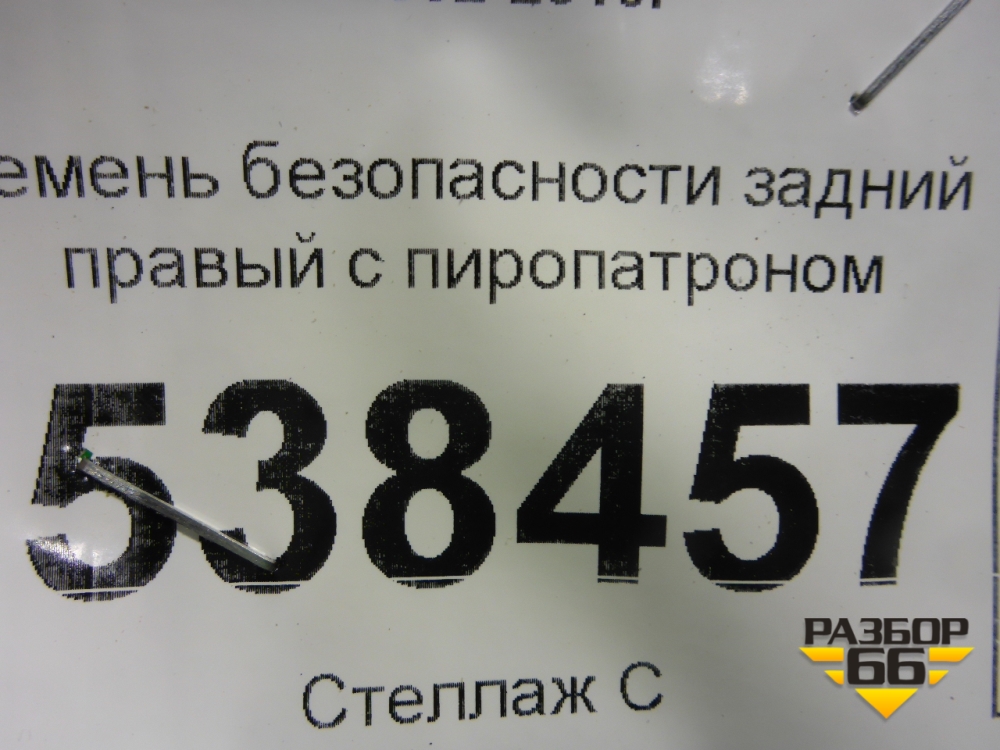 емень безопасности задний
правый с пиропатроном
538457
Стеллаж С
РАЗБОР
66